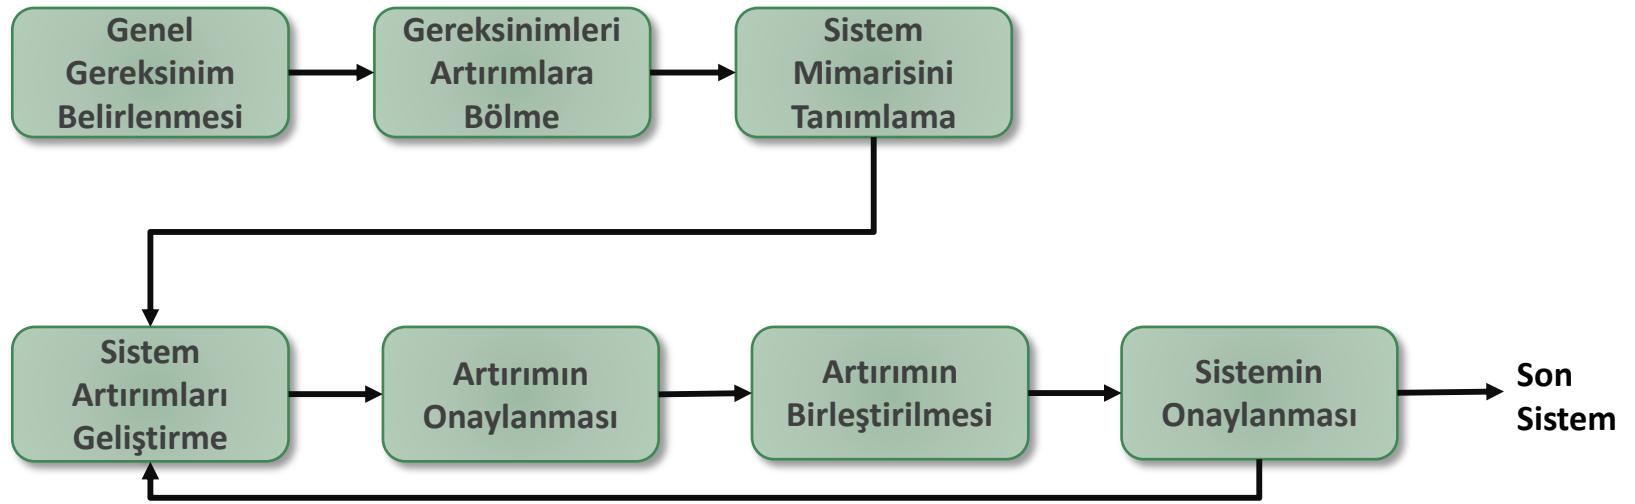 Genel
Gereksinim
Belirlenmesi
Gereksinimleri
Artırımlara
Bölme
Sistem
Mimarisini
Tanımlama
Sistem
Artırımları
Geliştirme
Artırımın
Onaylanması
Artırımın
Birleştirilmesi
Sistemin
Onaylanması
Son
Sistem